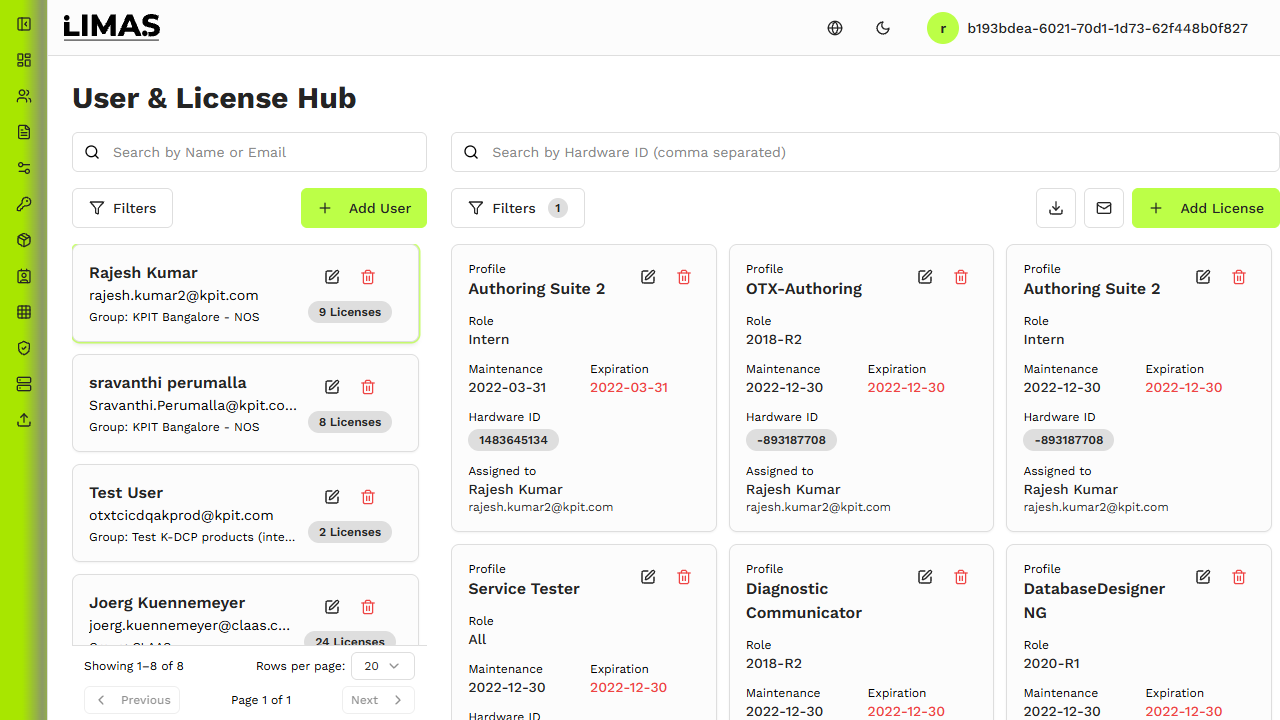 LIMAS
r
b193bdea-6021-70d1-1d73-62f448b0f827
User & License Hub
Search by Name or Email
Search by Hardware ID (comma separated)
Filters
Add User
Filters 1
Add License
Rajesh Kumar
rajesh.kumar2@kpit.com
Group: KPIT Bangalore - NOS
9 Licenses
sravanthi perumalla
Sravanthi.Perumalla@kpit.co...
Group: KPIT Bangalore - NOS
8 Licenses
Test User
otxtcicdqakprod@kpit.com
Group: Test K-DCP products (inte...
2 Licenses
Joerg Kuennemeyer
joerg.kuennemeyer@claas.c...
24 Licenses
Showing 1–8 of 8
Rows per page: 20
Previous
Page 1 of 1
Next
Profile
Authoring Suite 2
Role
Intern
Maintenance Expiration
2022-03-31 2022-03-31
Hardware ID
1483645134
Assigned to
Rajesh Kumar
rajesh.kumar2@kpit.com
Profile
OTX-Authoring
Role
2018-R2
Maintenance Expiration
2022-12-30 2022-12-30
Hardware ID
-893187708
Assigned to
Rajesh Kumar
rajesh.kumar2@kpit.com
Profile
Authoring Suite 2
Role
Intern
Maintenance Expiration
2022-12-30 2022-12-30
Hardware ID
-893187708
Assigned to
Rajesh Kumar
rajesh.kumar2@kpit.com
Profile
Service Tester
Role
All
Maintenance Expiration
2022-12-30 2022-12-30
Hardware ID
Profile
Diagnostic
Communicator
Role
2018-R2
Maintenance Expiration
2022-12-30 2022-12-30
Profile
DatabaseDesigner
NG
Role
2020-R1
Maintenance Expiration
2022-12-30 2022-12-30